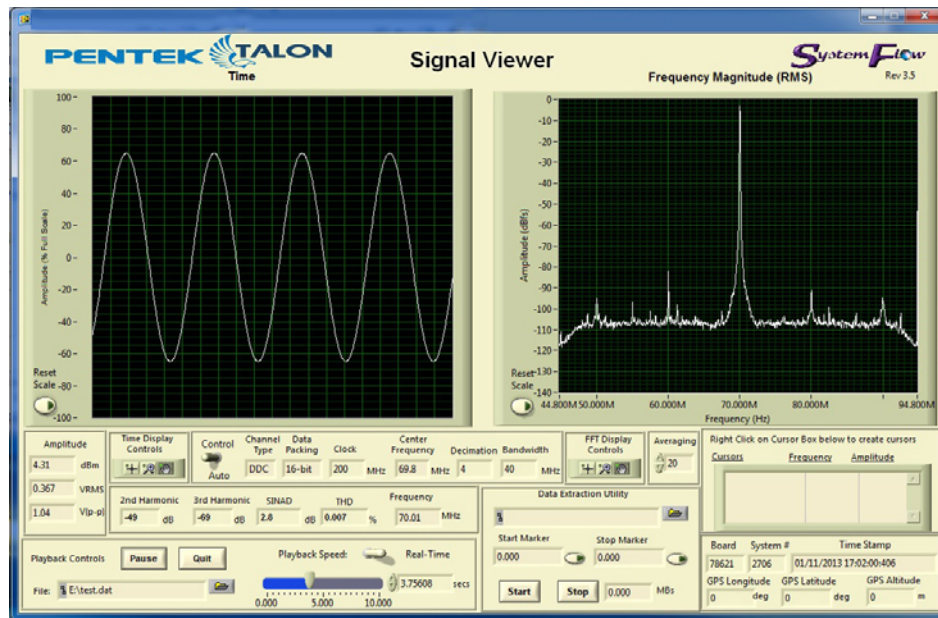 PENTEK TALON
Signal Viewer
SystemFlow
Rev 3.5
Time
Amplitude (% Full Scale)
100
80
60
40
20
0
-20
-40
-60
-80
-100
Reset
Scale
Frequency Magnitude (RMS)
Amplitude (dBfs)
0
-10
-20
-30
-40
-50
-60
-70
-80
-90
-100
-110
-120
-130
-140
Reset
Scale
44.800M 50.000M 60.000M 70.000M 80.000M 94.800M
Frequency (Hz)
Amplitude
4.31 dBm
0.367 VRMS
1.04 V(p-p)
Time Display
Controls
Control
Auto
Channel Type
DDC
Data Packing
16-bit
Clock
200 MHz
Center Frequency
69.8 MHz
Decimation
4
Bandwidth
40 MHz
2nd Harmonic
-49 dB
3rd Harmonic
-69 dB
SINAD
2.8 dB
THD
0.007 %
Frequency
70.01 MHz
FFT Display
Controls
Averaging
20
Right Click on Cursor Box below to create cursors
Cursors Frequency Amplitude
Playback Controls
Pause
Quit
Playback Speed:
Real-Time
File: E:\test.dat
0.000 5.000 10.000
3.75608 secs
Data Extraction Utility
Start Marker
0.000
Stop Marker
0.000
Start
Stop
0.000 MBs
Board System # Time Stamp
78621 2706 01/11/2013 17:02:00:406
GPS Longitude GPS Latitude GPS Altitude
0 deg 0 deg 0 m